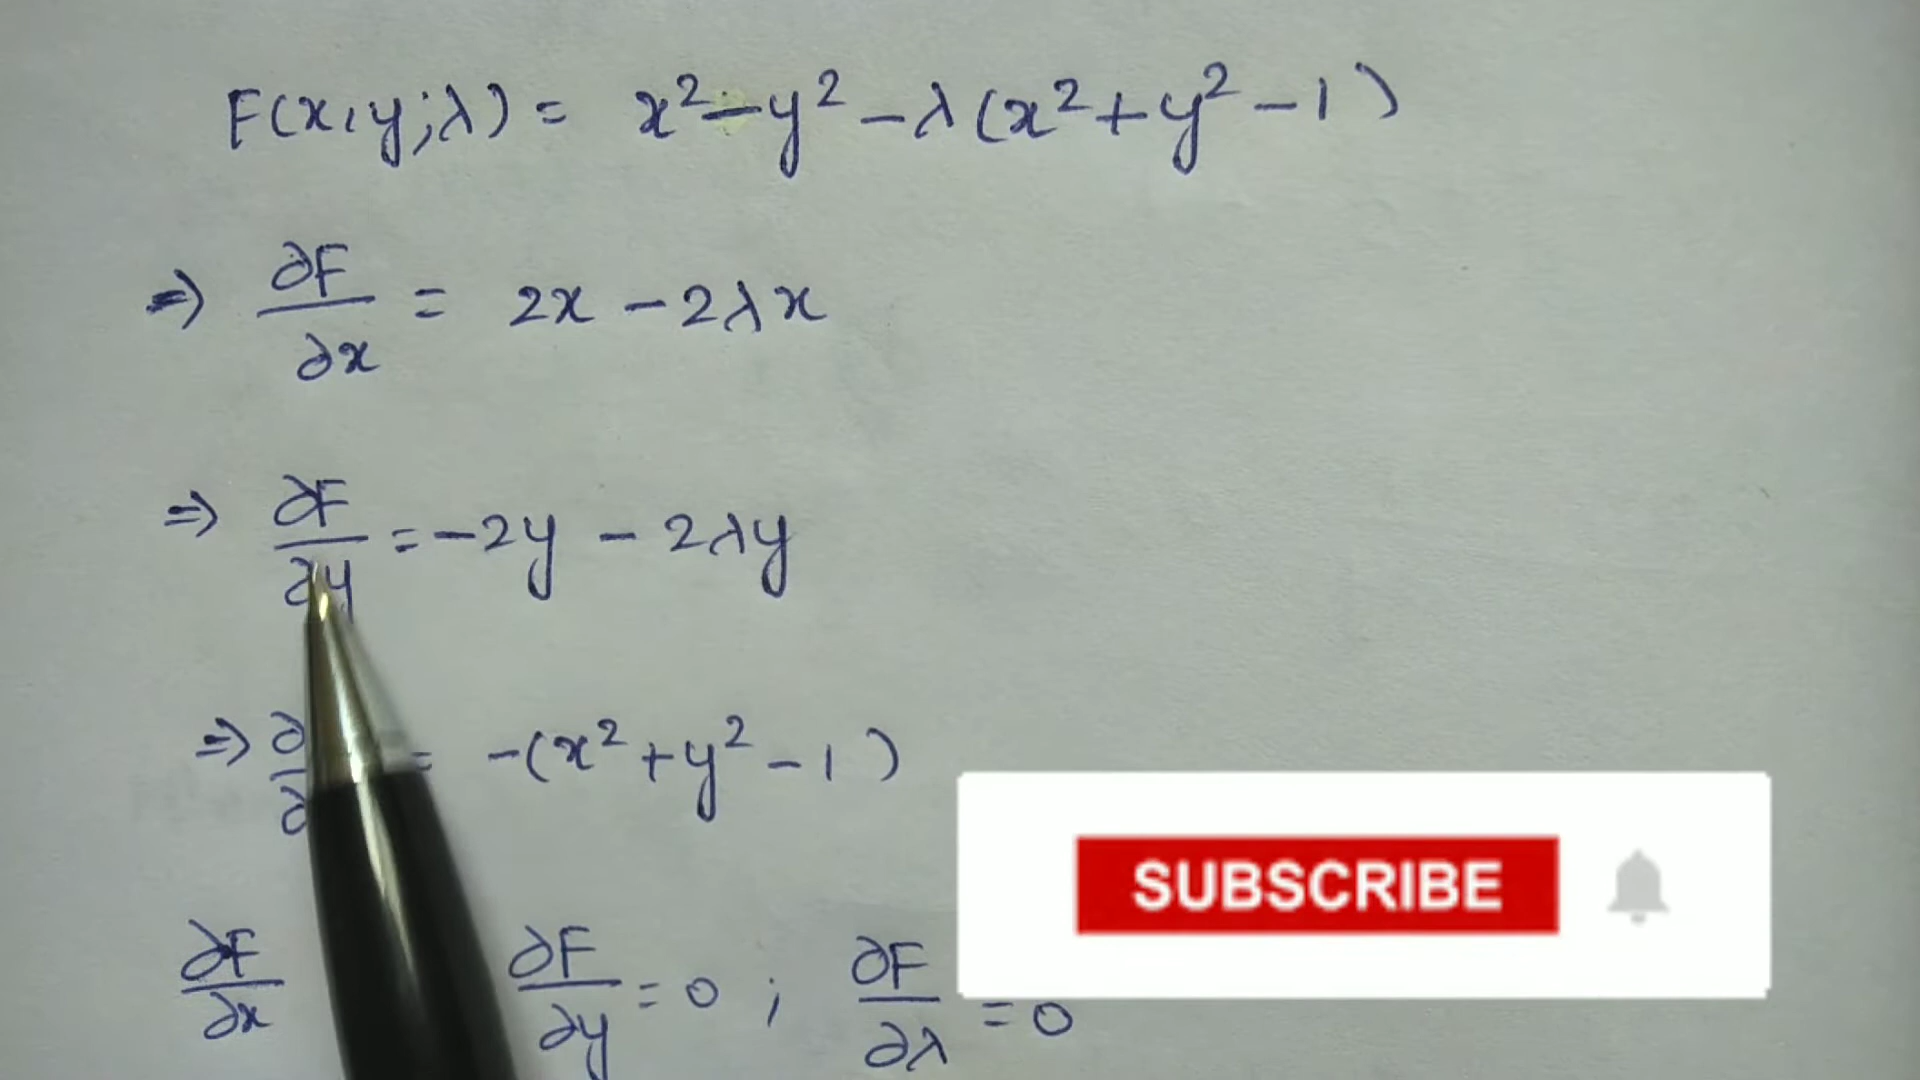 F(x,y;λ) = x² - y² - λ(x² + y² - 1)
⇒ ∂F/∂x = 2x - 2λx
⇒ ∂F/∂y = -2y - 2λy
⇒ = -(x² + y² - 1)
∂F/∂x ∂F/∂y = 0 ; ∂F/∂λ = 0
SUBSCRIBE